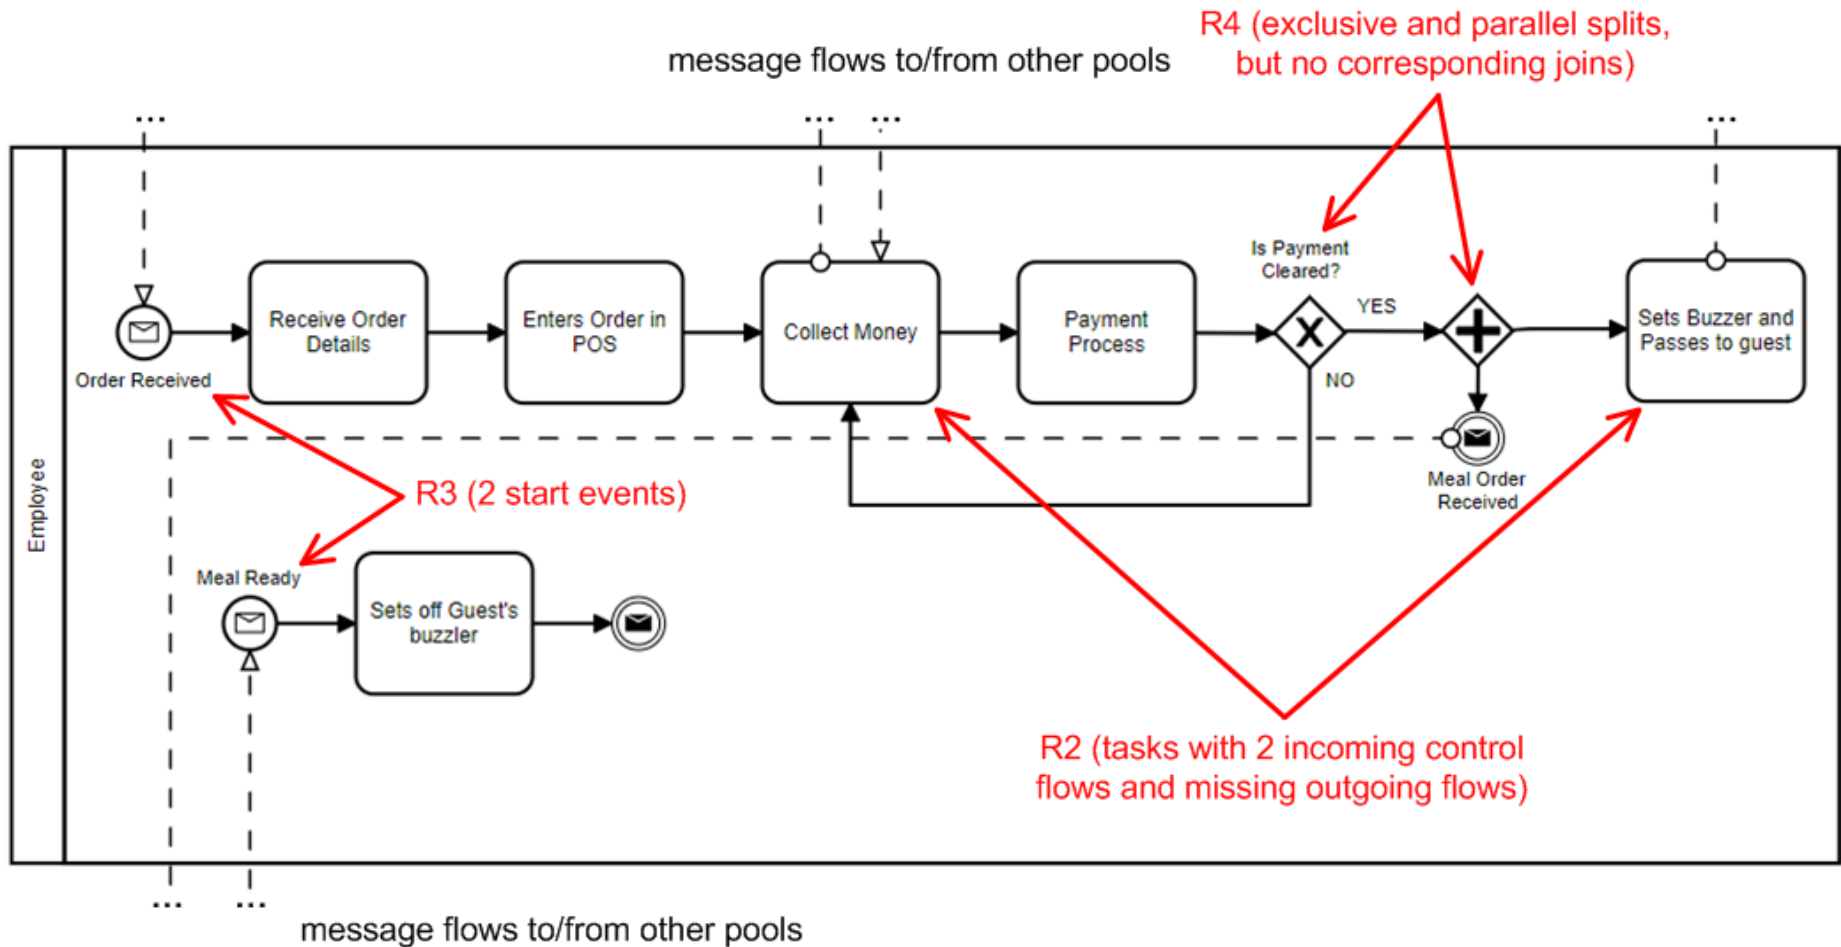 R4 (exclusive and parallel splits,
but no corresponding joins)
message flows to/from other pools
...
...
...
...
Employee
Order Received
Receive Order
Details
Enters Order in
POS
Collect Money
Payment
Process
Is Payment
Cleared?
X
YES
NO
Sets Buzzer and
Passes to guest
Meal Order
Received
R3 (2 start events)
Meal Ready
Sets off Guest's
buzzler
R2 (tasks with 2 incoming control
flows and missing outgoing flows)
...
...
message flows to/from other pools